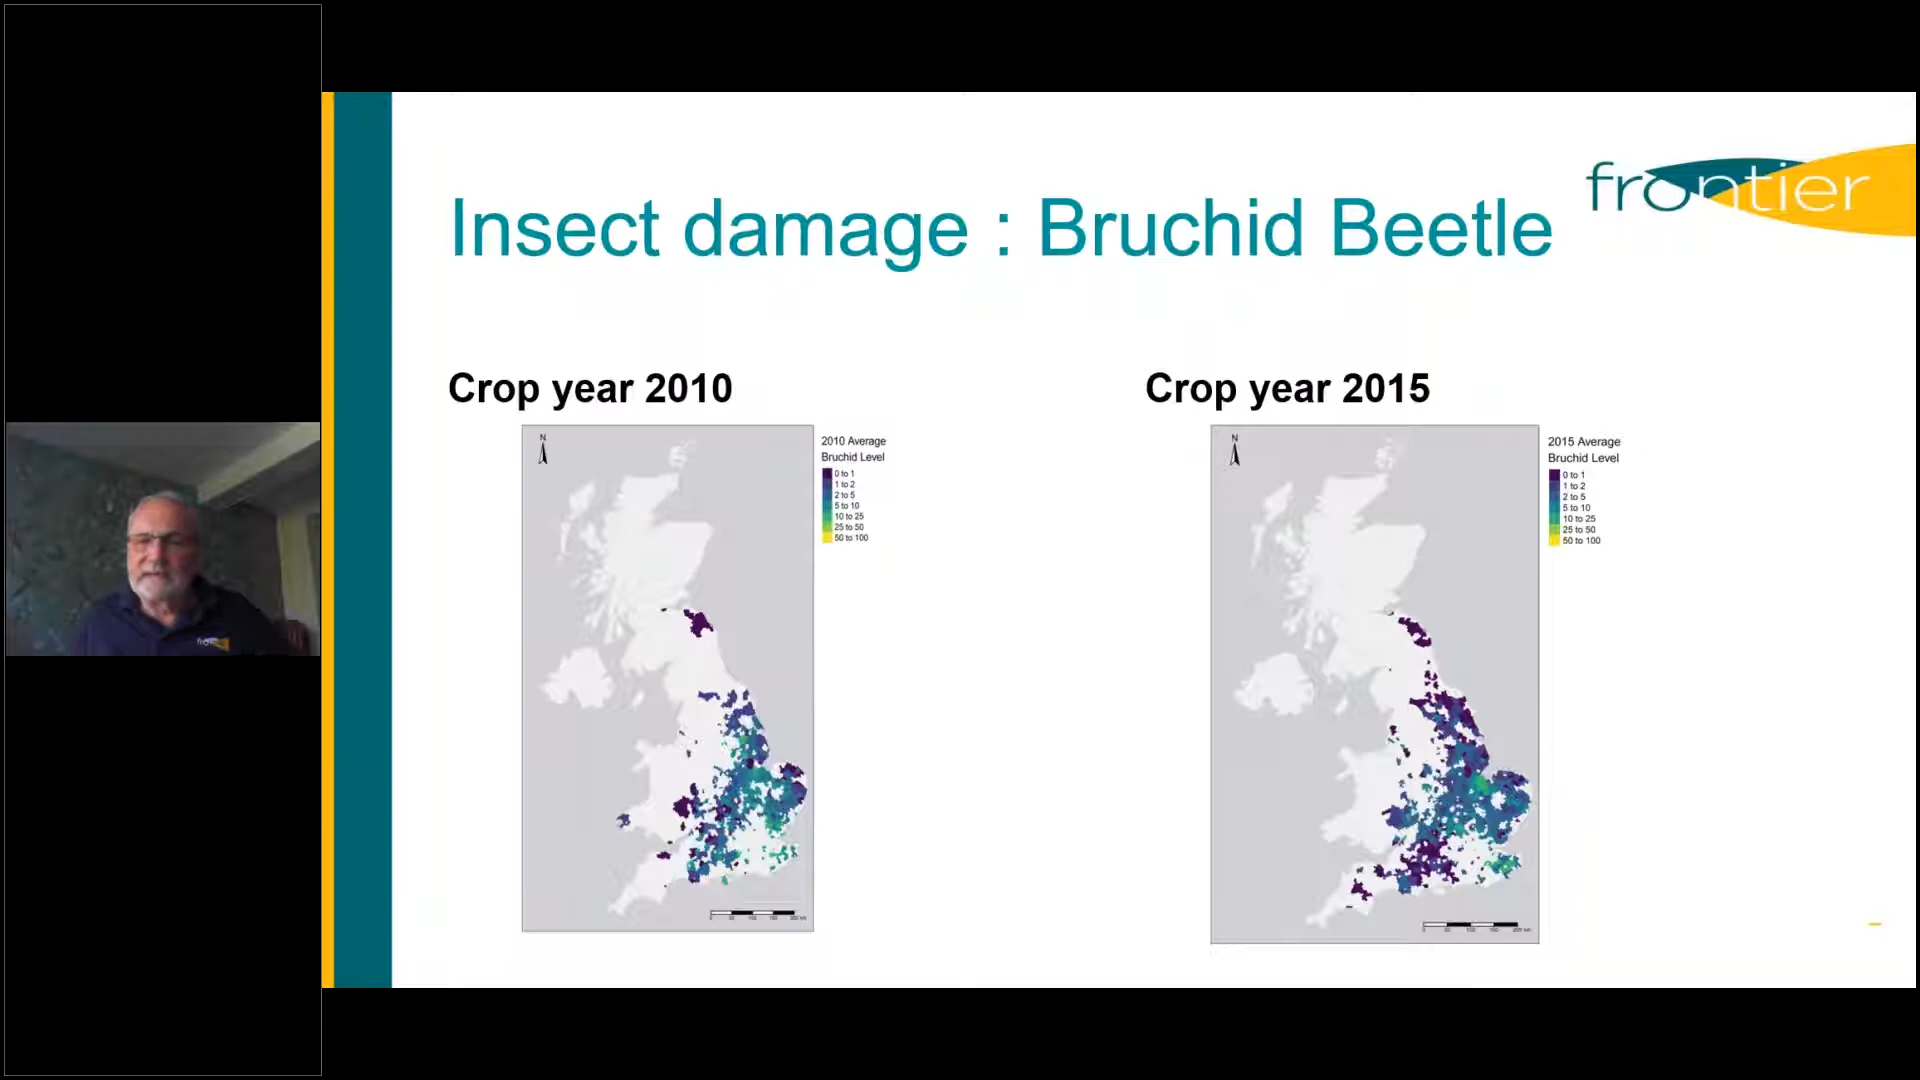 frontier
Insect damage : Bruchid Beetle
Crop year 2010
N
2010 Average
Bruchid Level
0 to 1
1 to 2
2 to 5
5 to 10
10 to 25
25 to 50
50 to 100
Crop year 2015
N
2015 Average
Bruchid Level
0 to 1
1 to 2
2 to 5
5 to 10
10 to 25
25 to 50
50 to 100